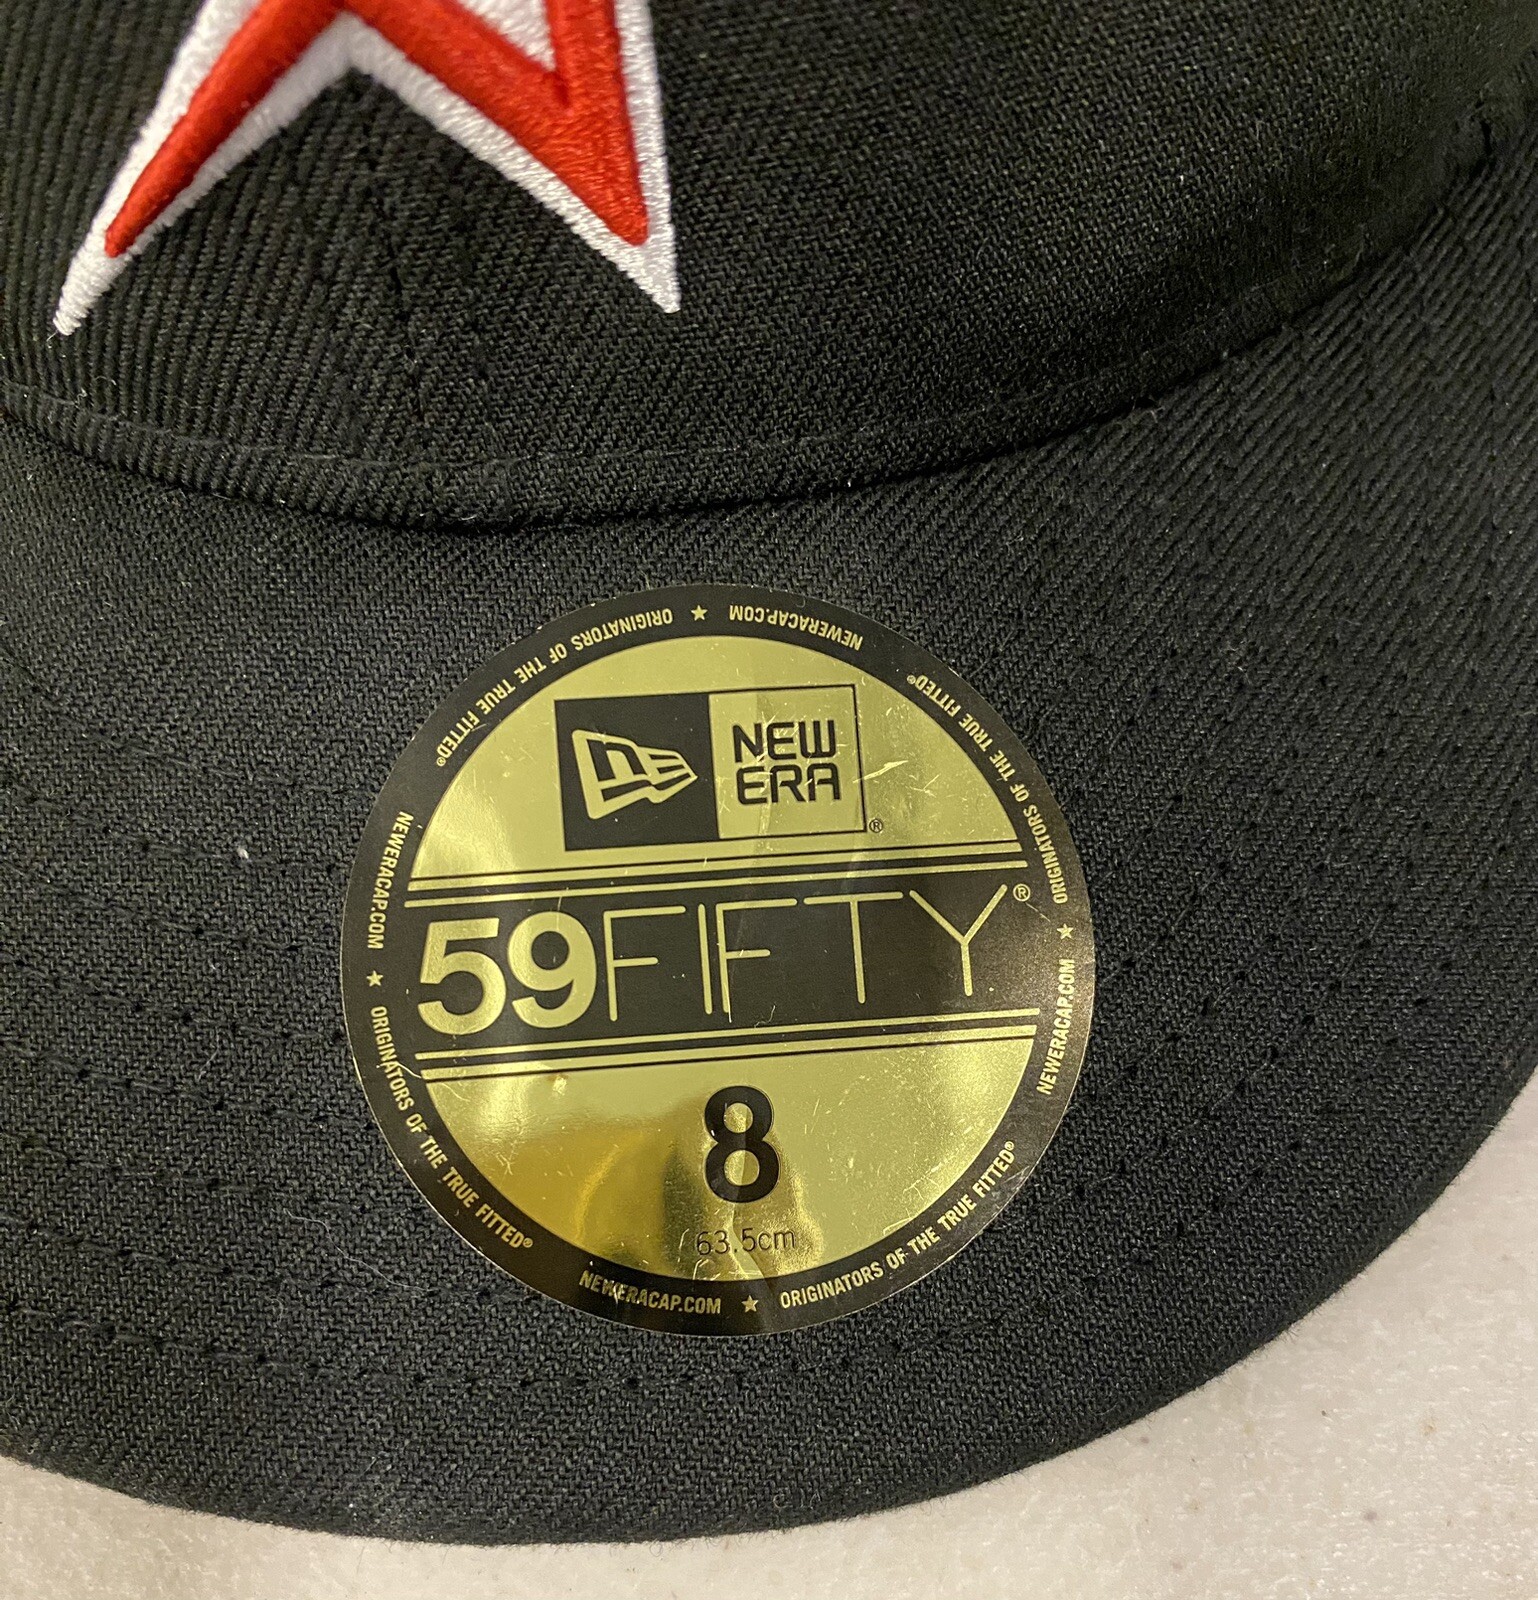 NEW
ERA®
59FIFTY®
8
63.5cm
NEWERACAP.COM ★ ORIGINATORS OF THE TRUE FITTED®
NEWERACAP.COM ★ ORIGINATORS OF THE TRUE FITTED®
NEWERACAP.COM ★ ORIGINATORS OF THE TRUE FITTED®
NEWERACAP.COM ★ ORIGINATORS OF THE TRUE FITTED®